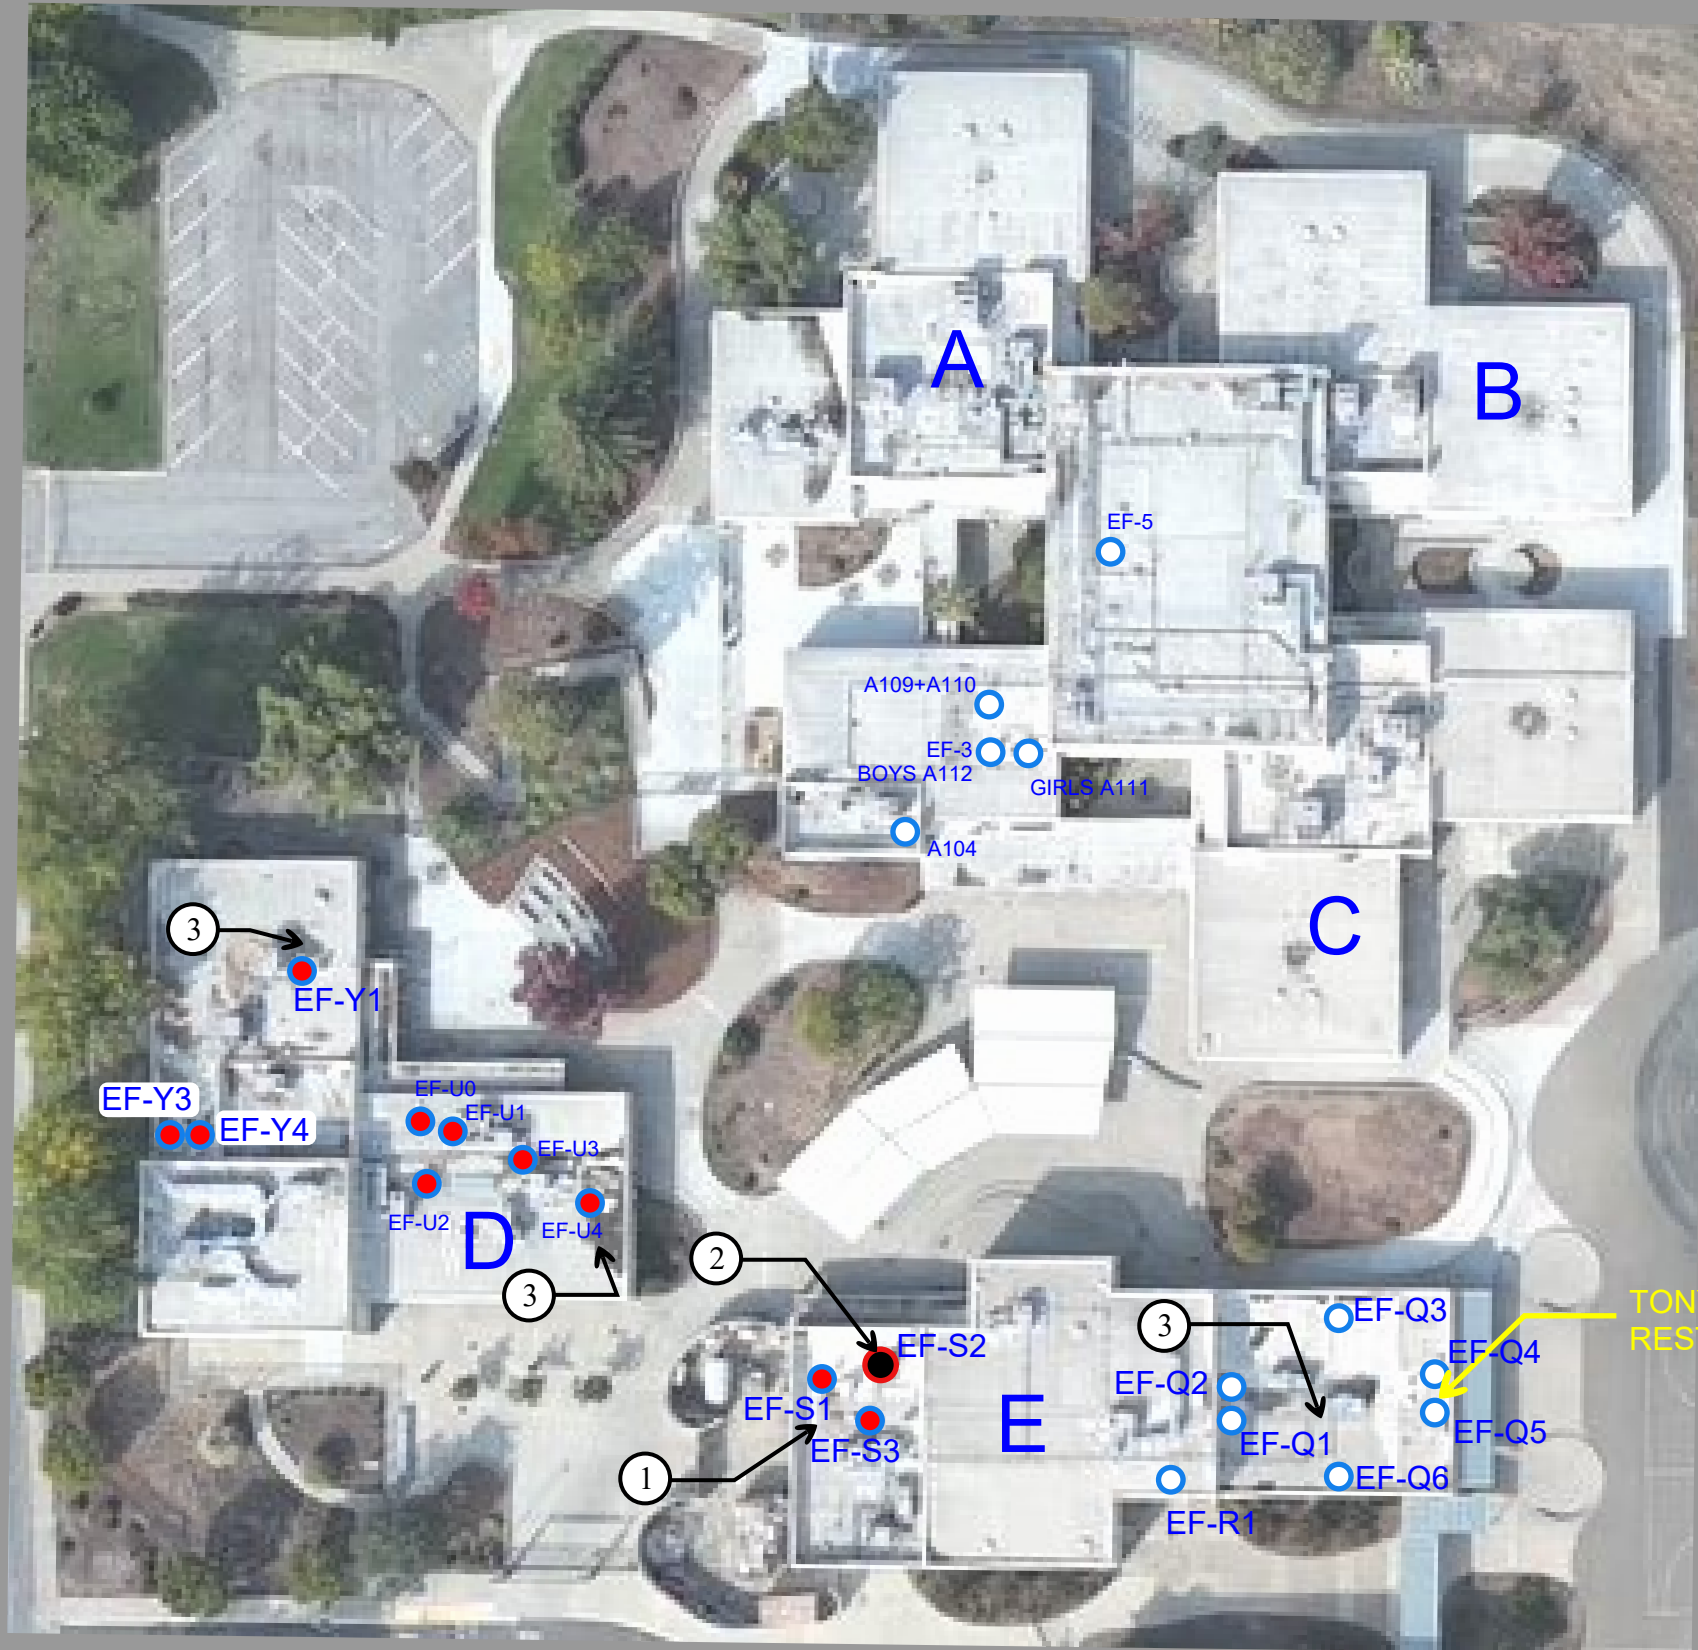 A
B
EF-5
A109+A110
EF-3
BOYS A112
GIRLS A111
A104
C
3
EF-Y1
EF-Y3
EF-Y4
EF-U0
EF-U1
EF-U3
EF-U2
EF-U4
D
3
2
EF-S2
EF-S1
EF-S3
1
E
3
EF-Q3
TON
REST
EF-Q4
EF-Q2
EF-Q1
EF-Q5
EF-Q6
EF-R1